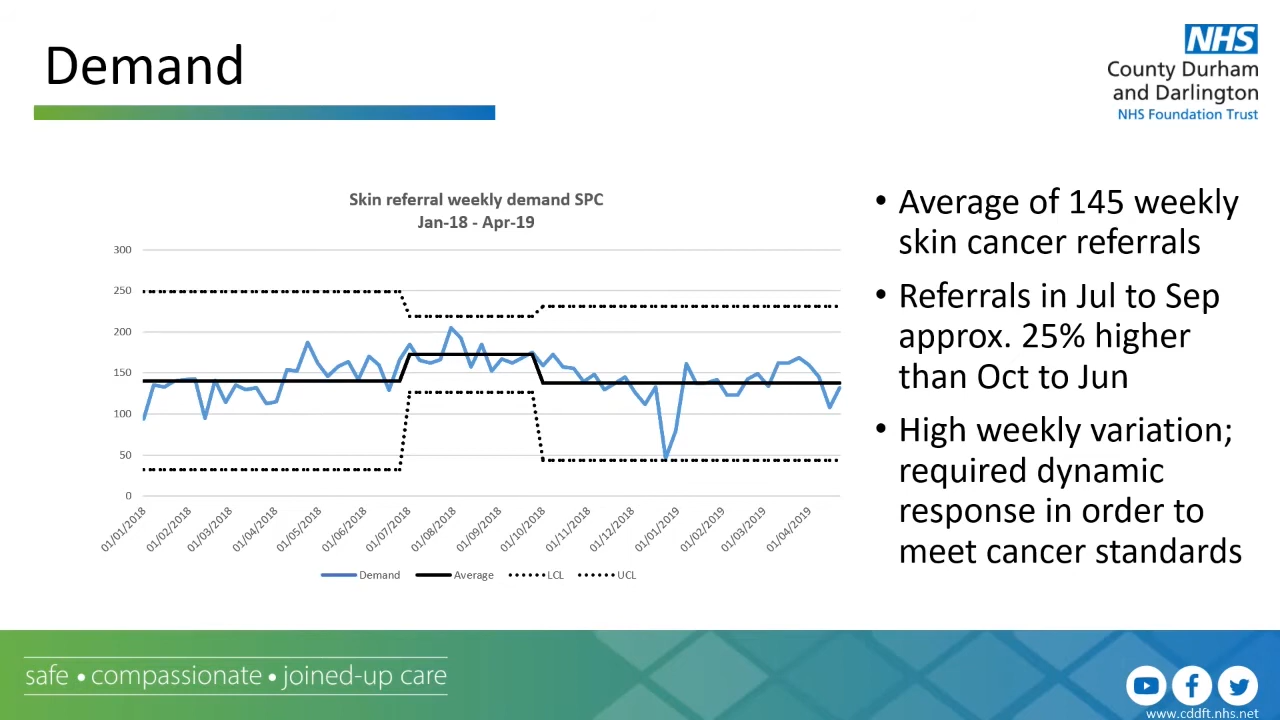 Demand
NHS
County Durham
and Darlington
NHS Foundation Trust
Skin referral weekly demand SPC
Jan-18 - Apr-19
300
250
200
150
100
50
0
01/01/2018
01/02/2018
01/03/2018
01/04/2018
01/05/2018
01/06/2018
01/07/2018
01/08/2018
01/09/2018
01/10/2018
01/11/2018
01/12/2018
01/01/2019
01/02/2019
01/03/2019
01/04/2019
Demand
Average
LCL
UCL
• Average of 145 weekly
skin cancer referrals
• Referrals in Jul to Sep
approx. 25% higher
than Oct to Jun
• High weekly variation;
required dynamic
response in order to
meet cancer standards
safe • compassionate • joined-up care
www.cddft.nhs.net